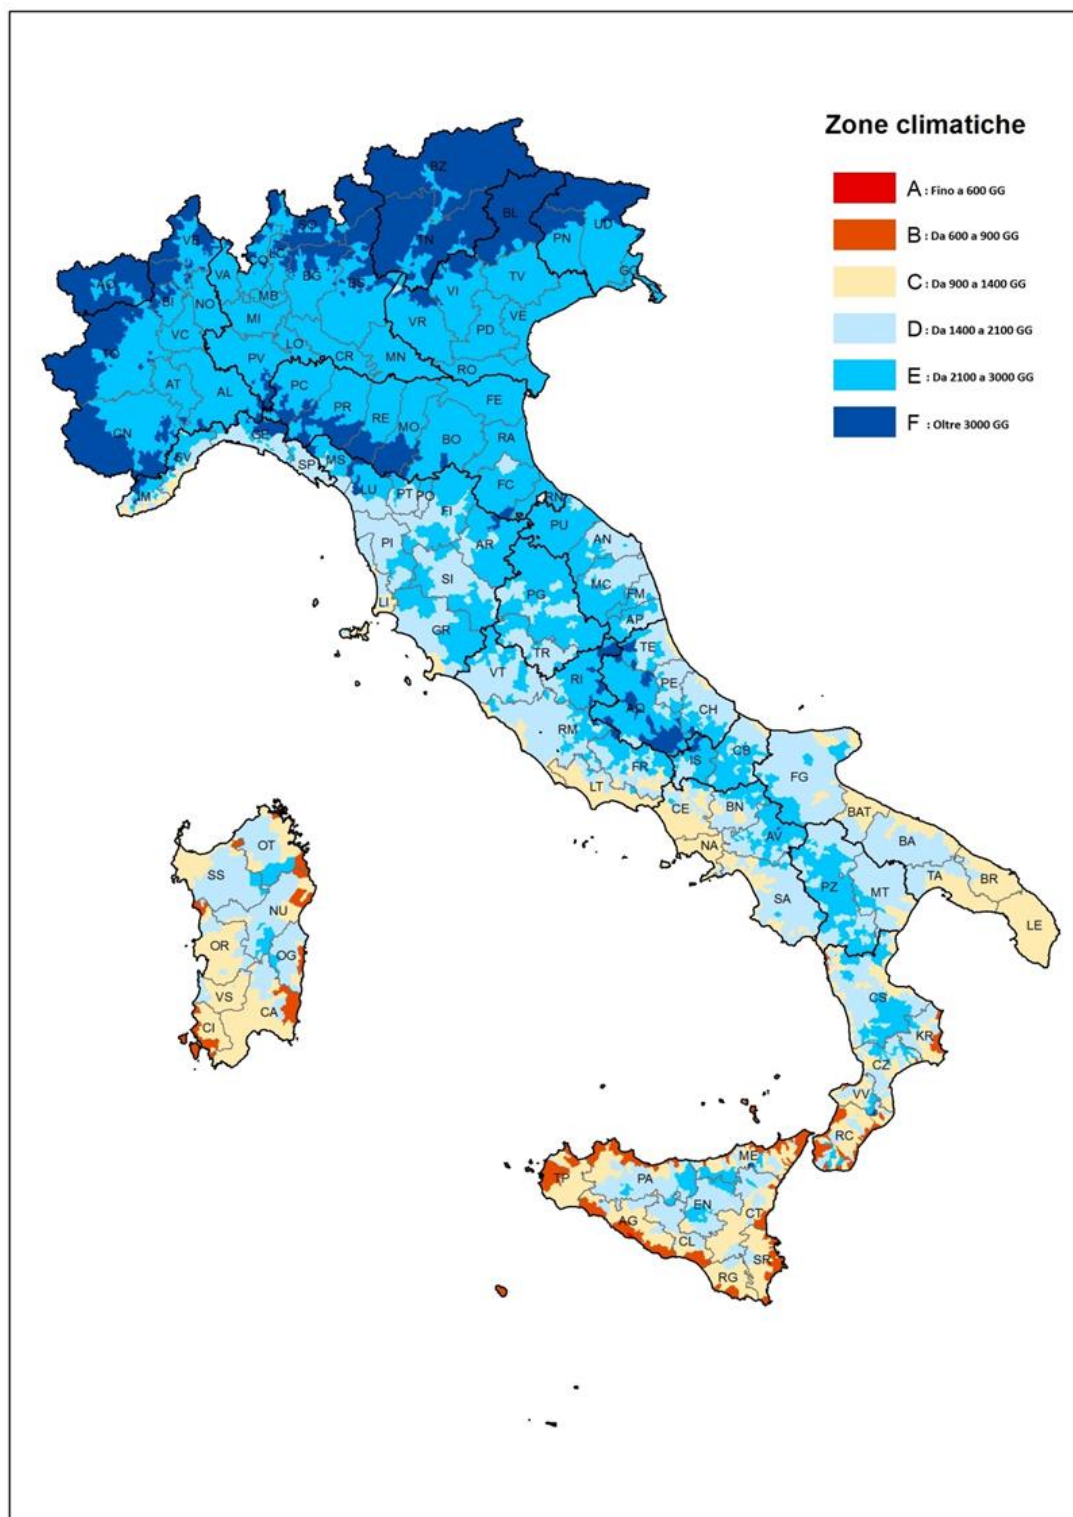 Zone climatiche
A : Fino a 600 GG
B : Da 600 a 900 GG
C : Da 900 a 1400 GG
D : Da 1400 a 2100 GG
E : Da 2100 a 3000 GG
F : Oltre 3000 GG
BZ
SO
TN
BL
PN
UD
VB
CO
LC
AO
VA
BG
BS
VI
TV
GO
BI
NO
MB
VR
PD
VE
TO
VC
MI
LO
PV
CR
MN
RO
AT
AL
PC
PR
RE
MO
FE
CN
GE
BO
RA
SV
SP
MS
FC
IM
LU
PT
PO
FI
RN
PU
PI
AR
AN
SI
MC
LI
PG
FM
GR
AP
TR
TE
VT
RI
PE
AQ
CH
RM
CB
IS
FR
FG
LT
CE
BN
BAT
AV
BA
NA
OT
SS
SA
PZ
MT
TA
BR
NU
LE
OR
OG
VS
CA
CI
CS
KR
CZ
VV
RC
ME
TP
PA
EN
AG
CT
CL
SR
RG